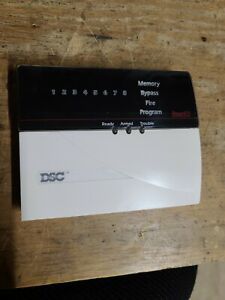 Memory
1 2 3 4 5 6 7 8 Bypass
Fire
Program
Ready Armed Trouble
DSC